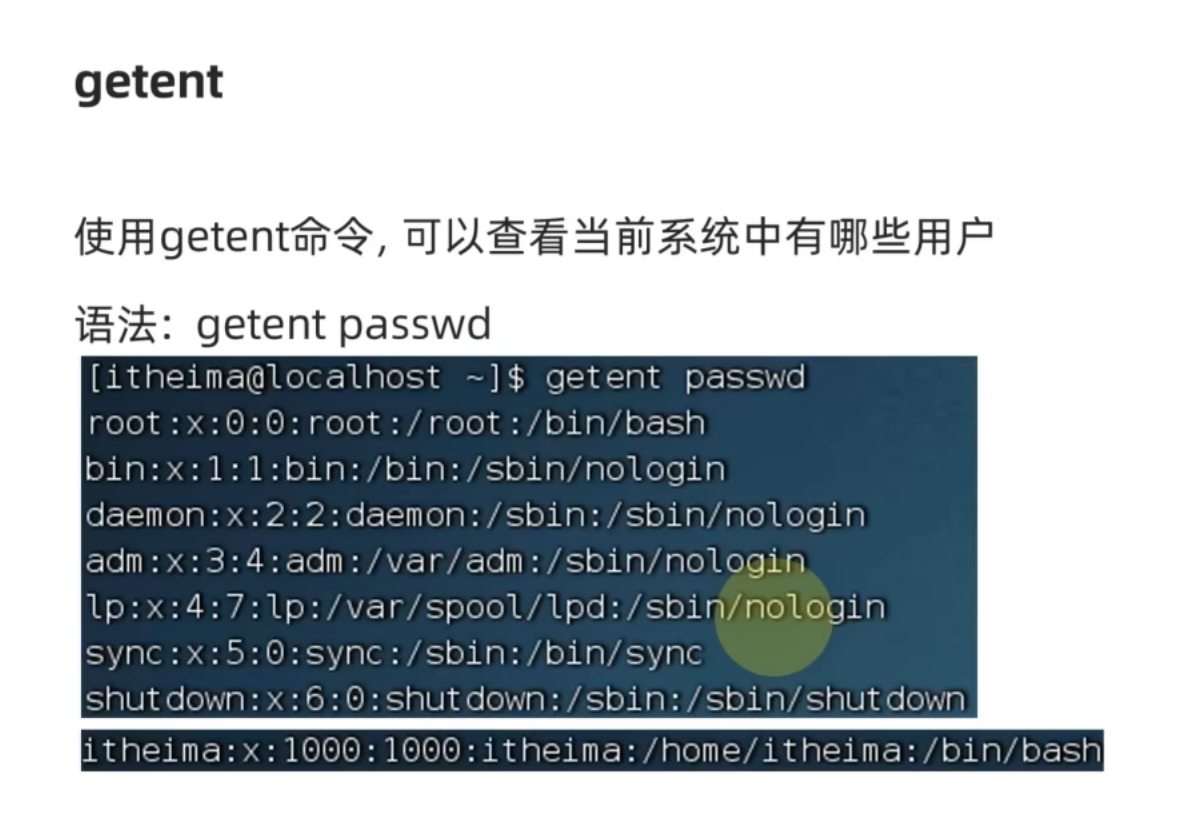 getent
使用getent命令, 可以查看当前系统中有哪些用户
语法：getent passwd
[itheima@localhost ~]$ getent passwd
root:x:0:0:root:/root:/bin/bash
bin:x:1:1:bin:/bin:/sbin/nologin
daemon:x:2:2:daemon:/sbin:/sbin/nologin
adm:x:3:4:adm:/var/adm:/sbin/nologin
lp:x:4:7:lp:/var/spool/lpd:/sbin/nologin
sync:x:5:0:sync:/sbin:/bin/sync
shutdown:x:6:0:shutdown:/sbin:/sbin/shutdown
itheima:x:1000:1000:itheima:/home/itheima:/bin/bash